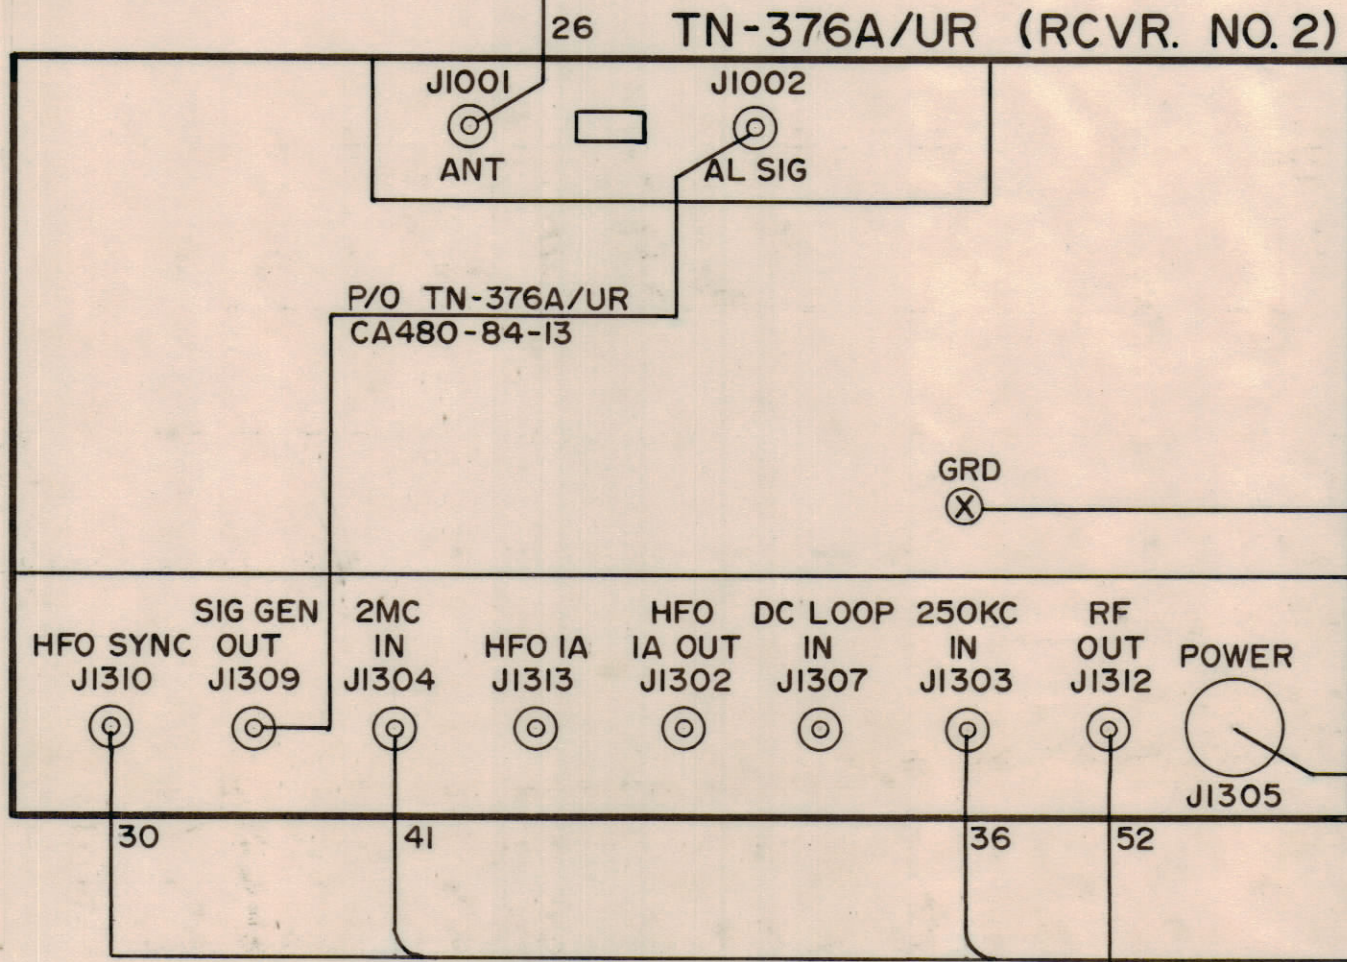 26
TN-376A/UR (RCVR. NO. 2)
J1001
J1002
ANT
AL SIG
P/O TN-376A/UR
CA480-84-13
GRD
X
HFO SYNC
J1310
SIG GEN
OUT
J1309
2MC
IN
J1304
HFO IA
J1313
HFO
IA OUT
J1302
DC LOOP
IN
J1307
250KC
IN
J1303
RF
OUT
J1312
POWER
J1305
30
41
36
52